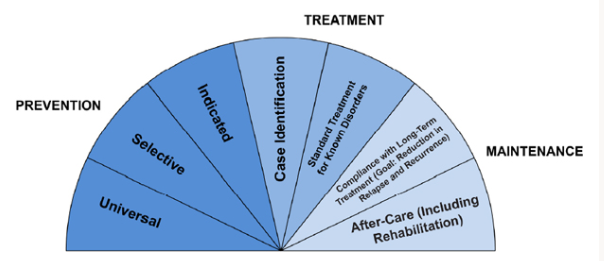 TREATMENT
PREVENTION
MAINTENANCE
Universal
Selective
Indicated
Case Identification
Standard Treatment
for Known Disorders
Compliance with Long-Term
Treatment (Goal: Reduction in
Relapse and Recurrence)
After-Care (Including
Rehabilitation)